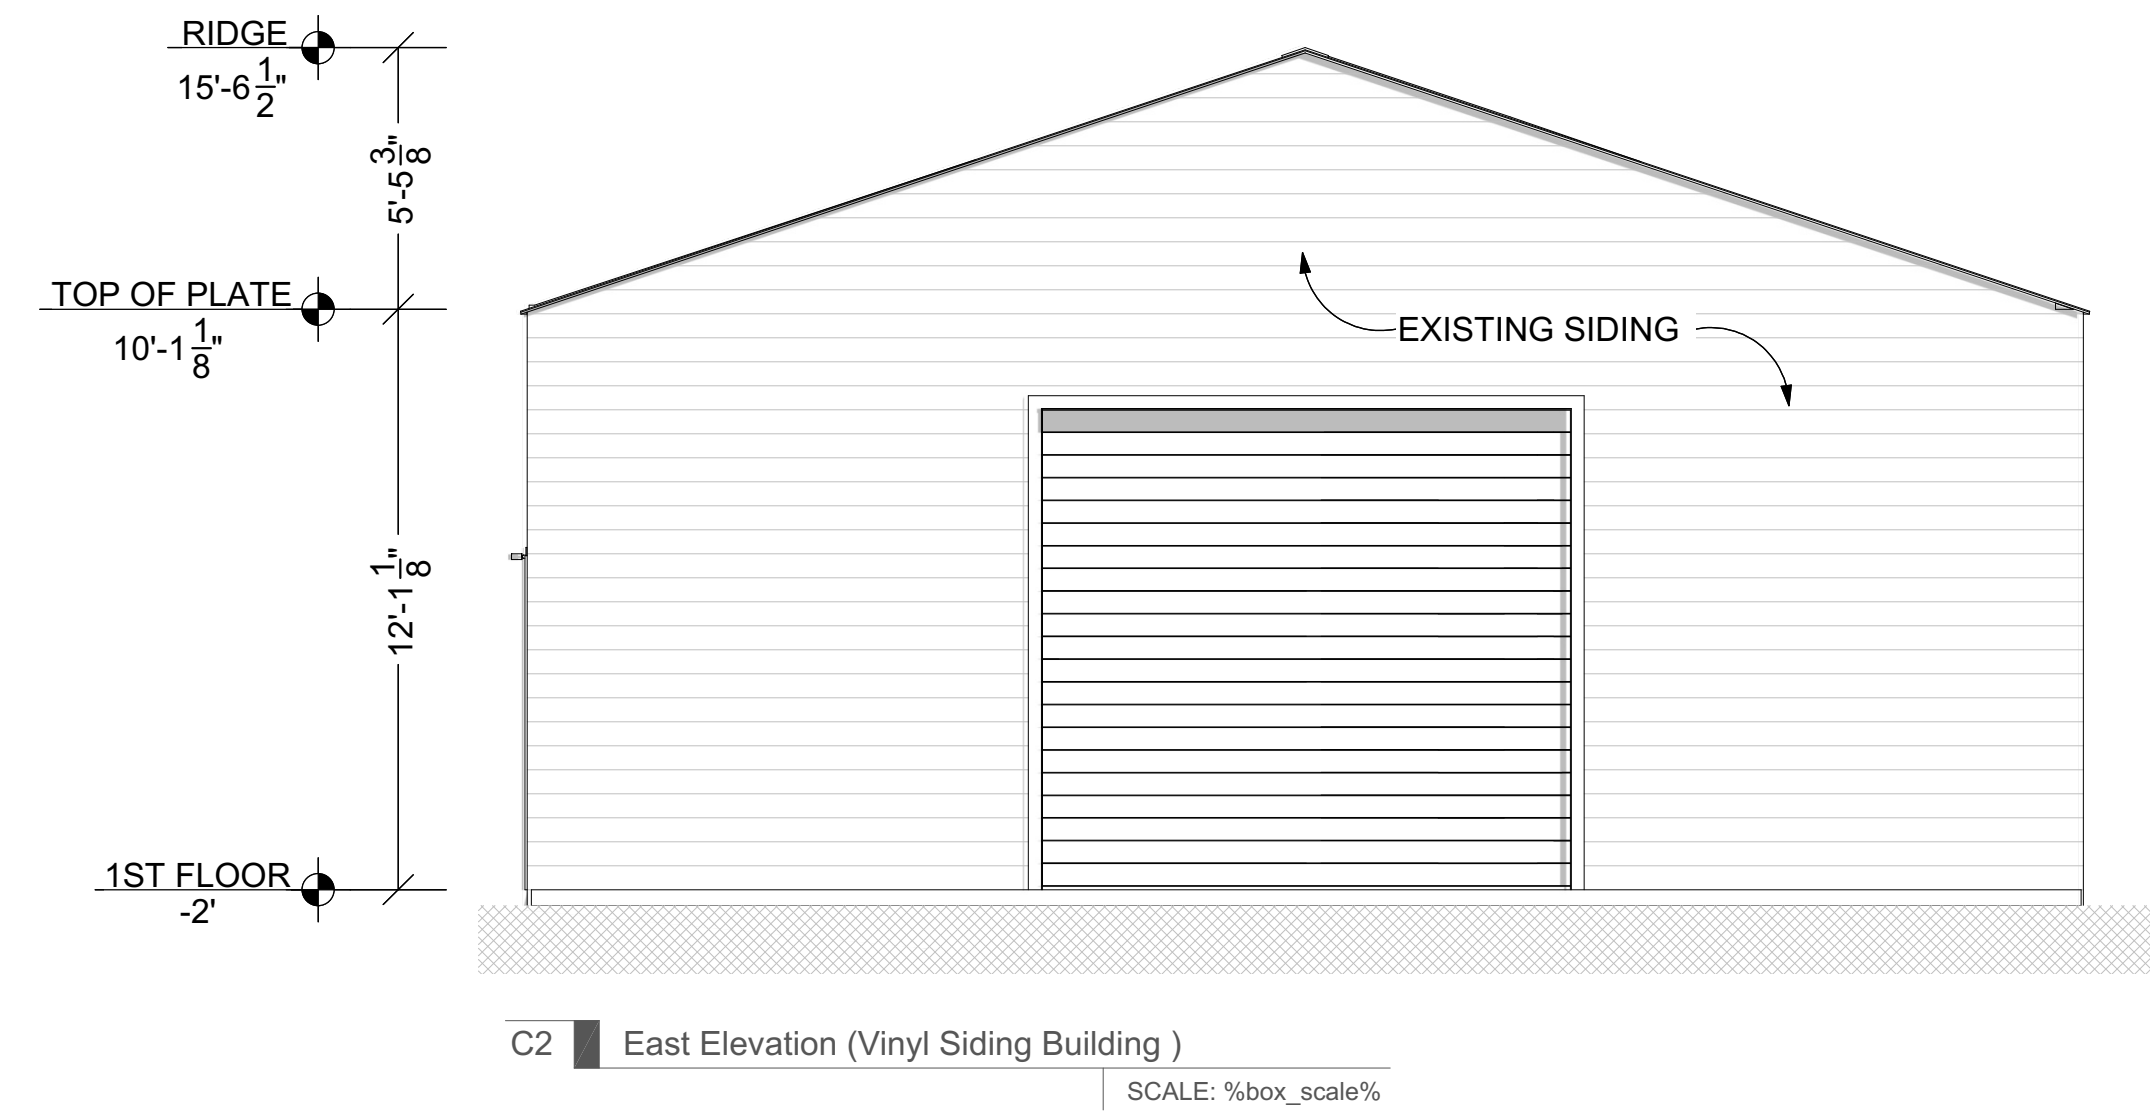 RIDGE
15'-6 1/2"
5'-5 3/8"
TOP OF PLATE
10'-1 1/8"
EXISTING SIDING
12'-1 1/8"
1ST FLOOR
-2'
C2 East Elevation (Vinyl Siding Building )
SCALE: %box_scale%